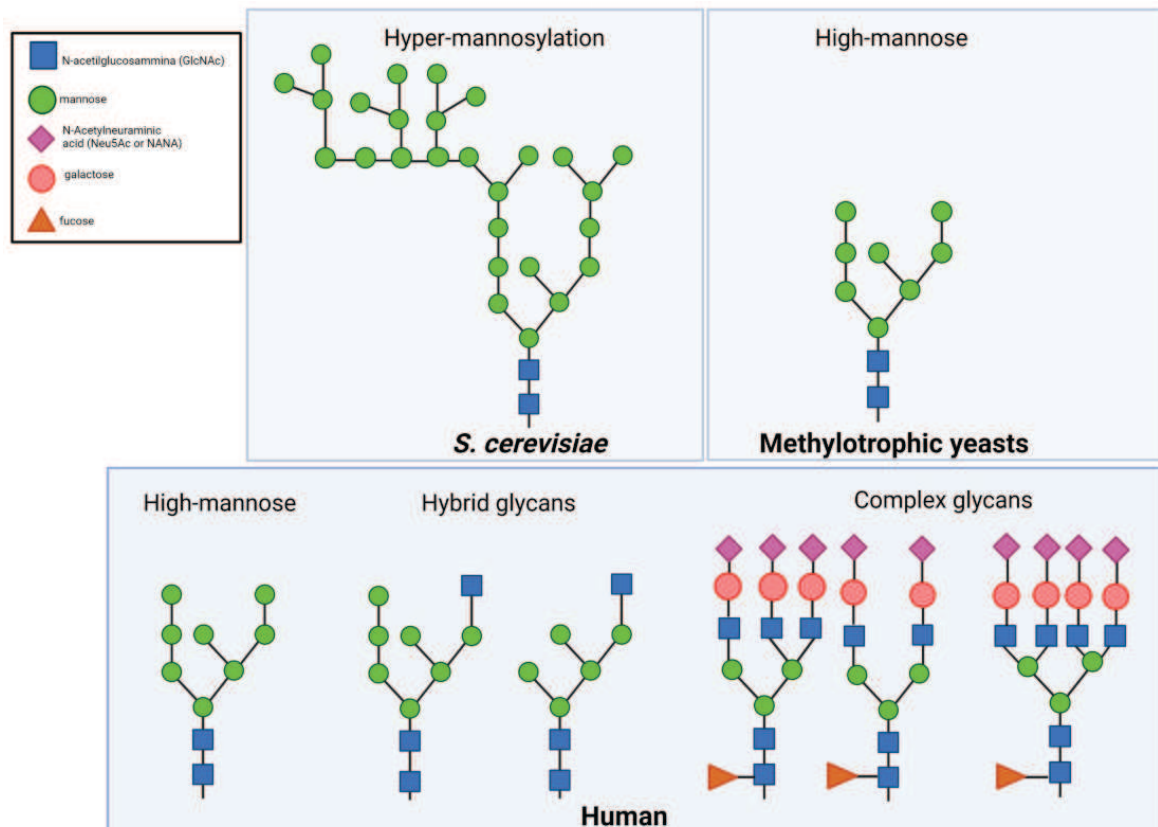 N-acetilglucosammina (GlcNAc)
mannose
N-Acetylneuraminic
acid (Neu5Ac or NANA)
galactose
fucose
Hyper-mannosylation
S. cerevisiae
High-mannose
Methylotrophic yeasts
High-mannose
Hybrid glycans
Complex glycans
Human